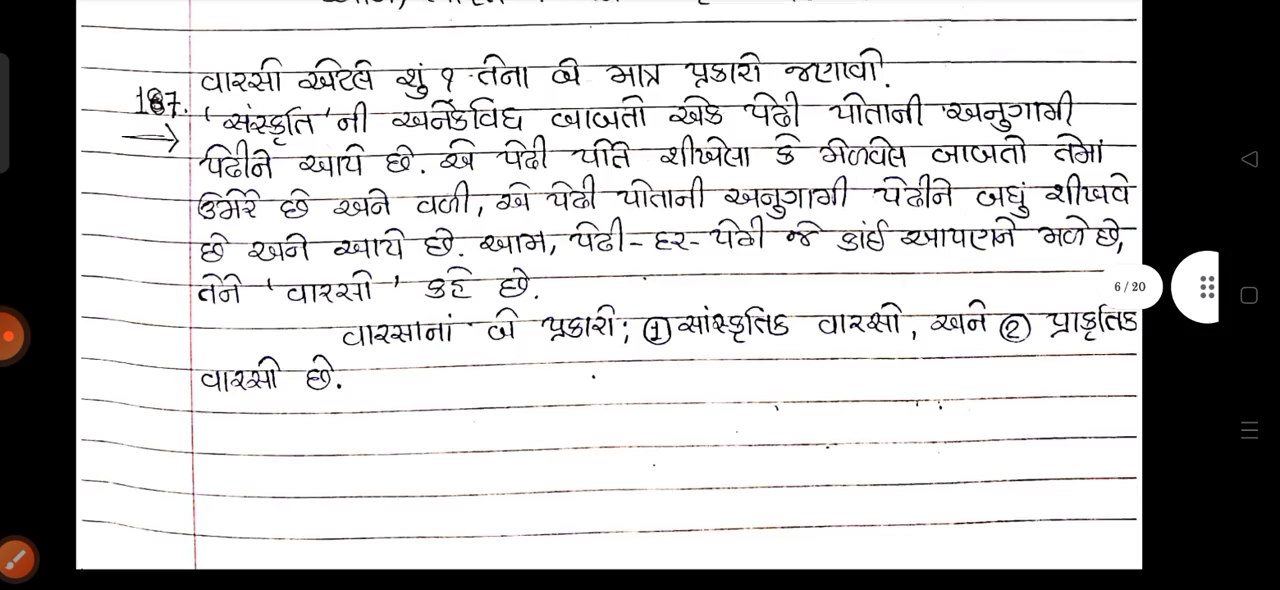 વારસો એટલે શું ? તેના બે માત્ર પ્રકારો જણાવો.
187. 'સંસ્કૃતિ'ની અનેકવિધ બાબતો એક પેઢી પોતાની અનુગામી
→ પેઢીને આપે છે. એ પેઢી પોતે શીખેલા કે મેળવેલ બાબતો તેમાં
ઉમેરે છે અને વળી, એ પેઢી પોતાની અનુગામી પેઢીને બધું શીખવે
છે અને આપે છે. આમ, પેઢી-દર-પેઢી જે કાંઈ આપણને મળે છે,
તેને 'વારસો' કહે છે.
વારસાનાં બે પ્રકારો; ① સાંસ્કૃતિક વારસો, અને ② પ્રાકૃતિક
વારસો છે.
6 / 20